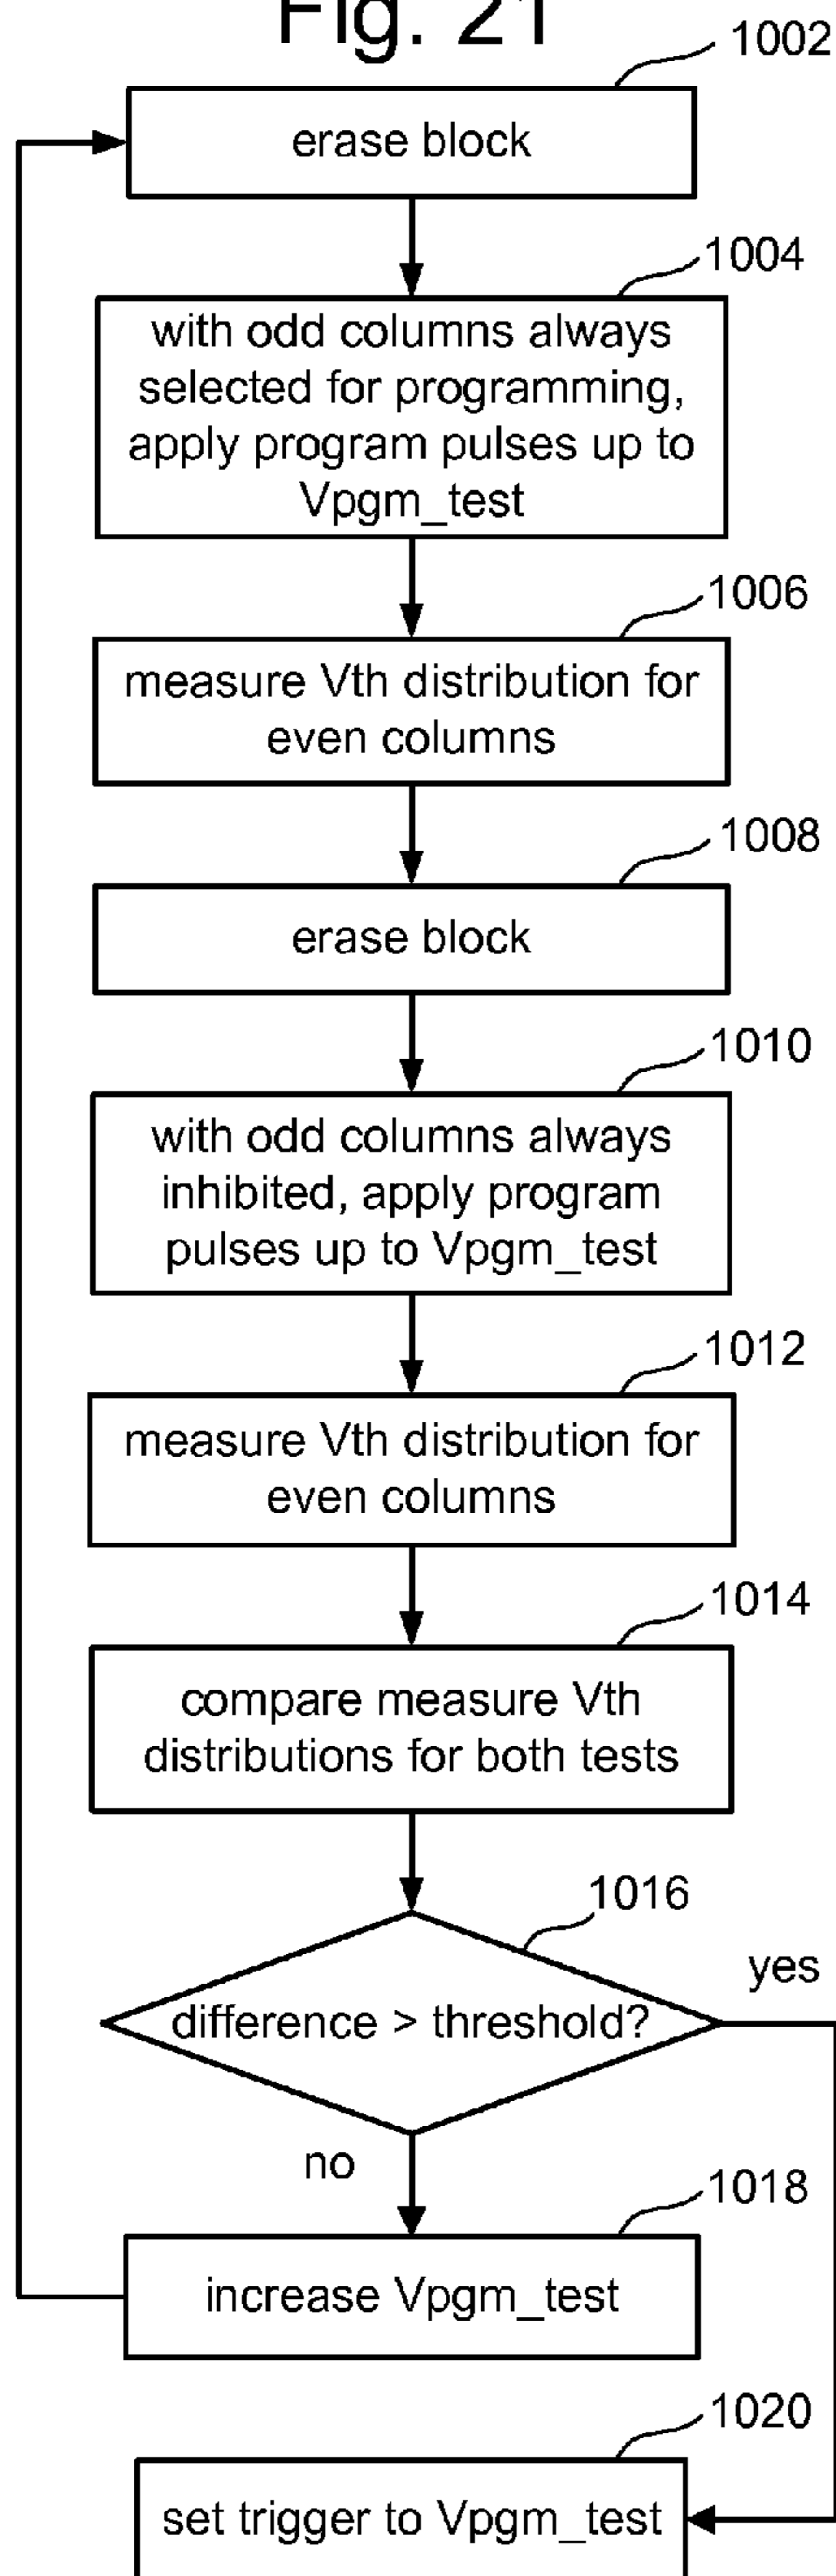 Fig. 21
1002
erase block
1004
with odd columns always
selected for programming,
apply program pulses up to
Vpgm_test
1006
measure Vth distribution for
even columns
1008
erase block
1010
with odd columns always
inhibited, apply program
pulses up to Vpgm_test
1012
measure Vth distribution for
even columns
1014
compare measure Vth
distributions for both tests
1016
difference > threshold?
yes
no
1018
increase Vpgm_test
1020
set trigger to Vpgm_test